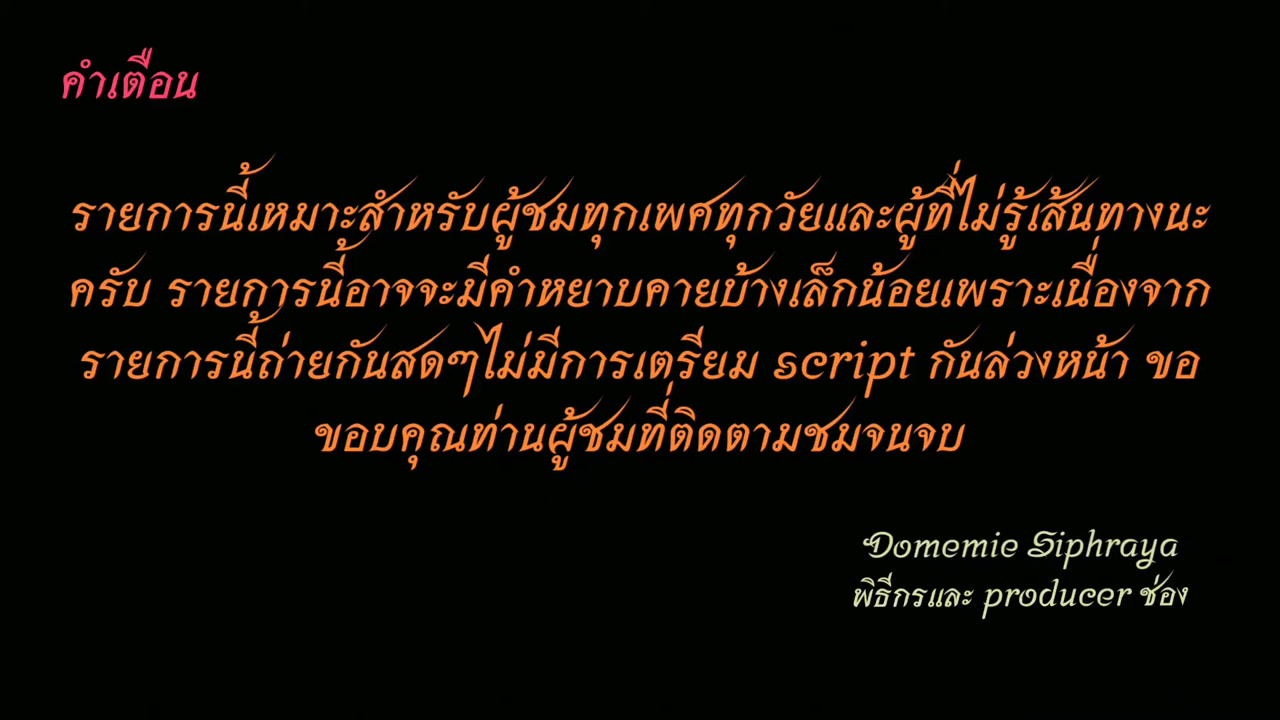 คำเตือน
รายการนี้เหมาะสำหรับผู้ชมทุกเพศทุกวัยและผู้ที่ไม่รู้เส้นทางนะ
ครับ รายการนี้อาจจะมีคำหยาบคายบ้างเล็กน้อยเพราะเนื่องจาก
รายการนี้ถ่ายกันสดๆไม่มีการเตรียม script กันล่วงหน้า ขอ
ขอบคุณท่านผู้ชมที่ติดตามชมจนจบ
Domemie Siphraya
พิธีกรและ producer ช่อง